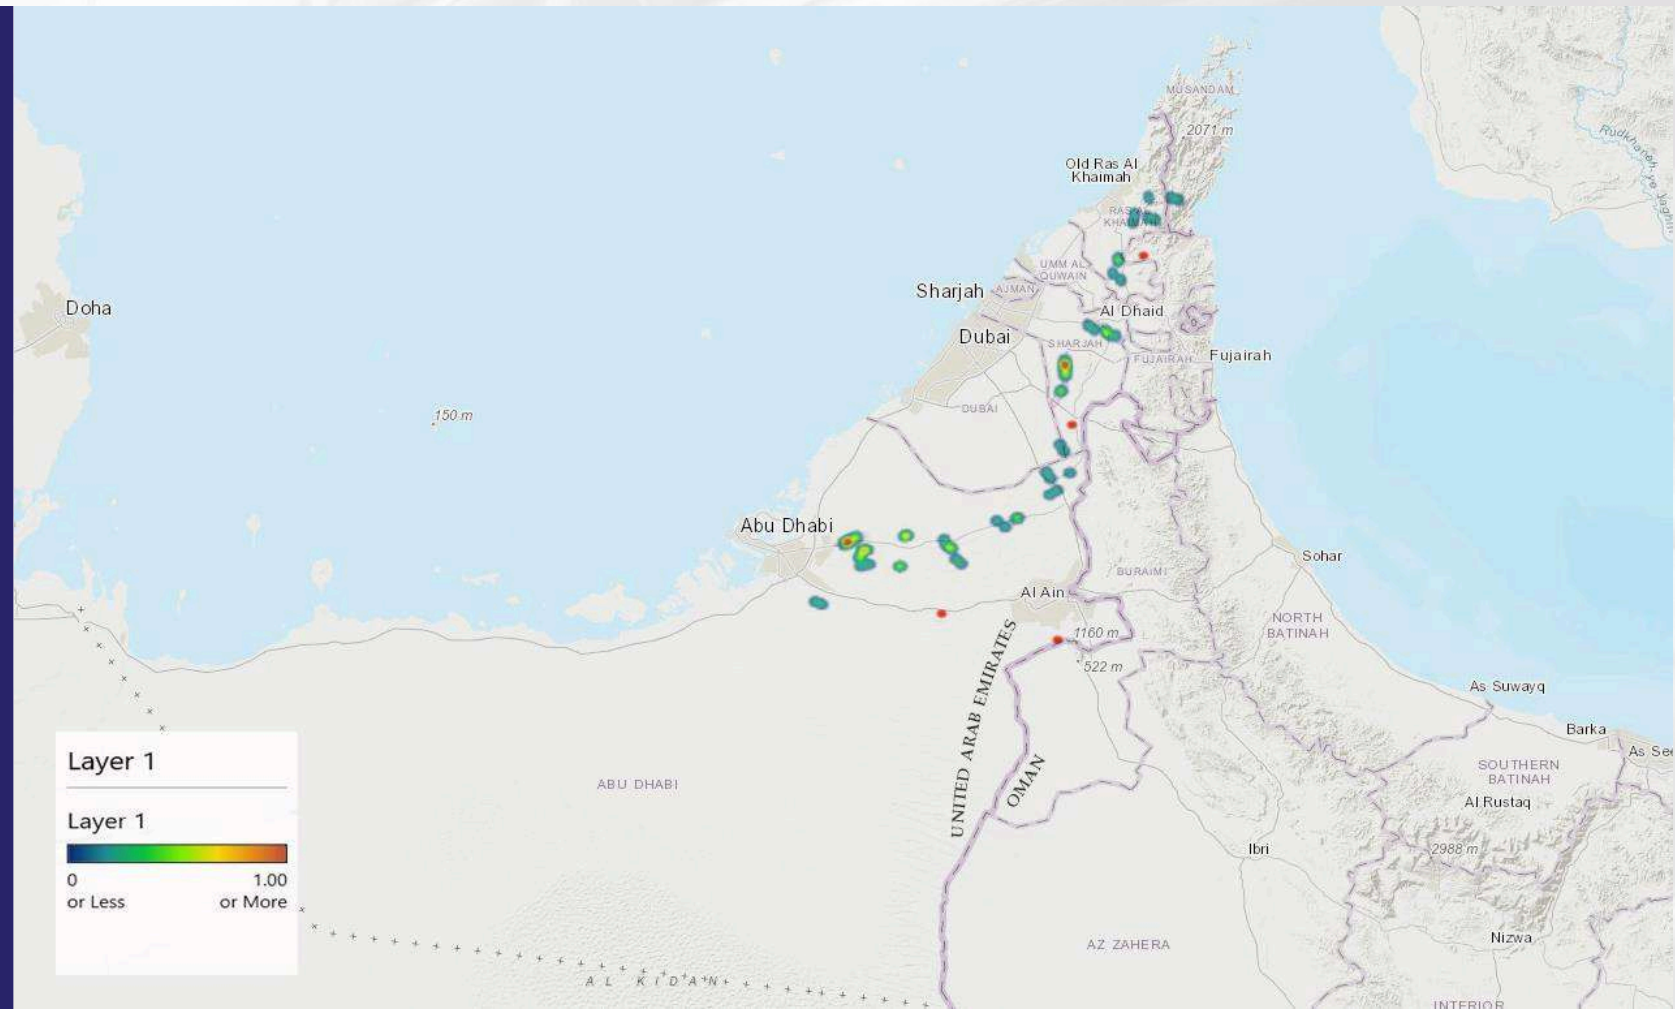 MUSANDAM
2071 m
Old Ras Al
Khaimah
UMM AL
QUWAIN
Sharjah
AJMAN
Doha
Al Dhaid
Dubai
SHARJAH
FUJAIRAH
Fujairah
DUBAI
150 m
Abu Dhabi
Sohar
BURAIMI
Al Ain
NORTH
BATINAH
1160 m
522 m
UNITED ARAB EMIRATES
OMAN
As Suwayq
Barka
SOUTHERN
BATINAH
Al Rustaq
Layer 1
Layer 1
0
or Less
1.00
or More
ABU DHABI
Ibri
2988 m
AZ ZAHERA
Nizwa
AL KIDAN
INTERIOR